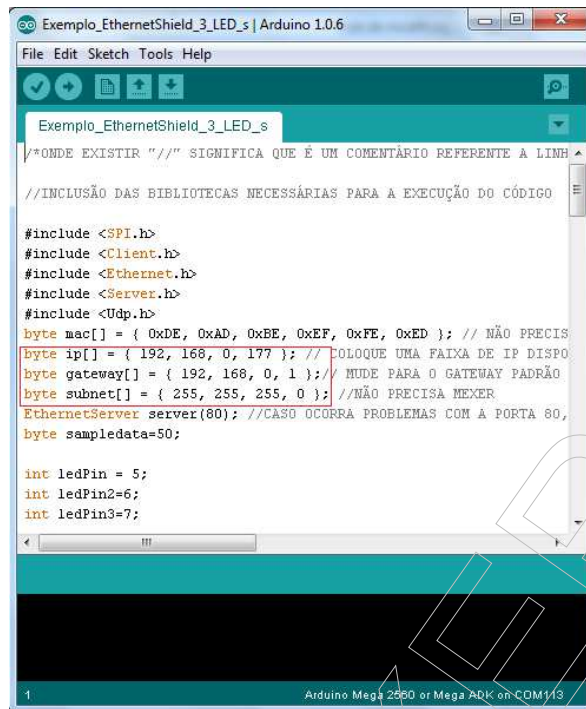 Exemplo_EthernetShield_3_LED_s | Arduino 1.0.6
File Edit Sketch Tools Help
Exemplo_EthernetShield_3_LED_s
/*ONDE EXISTIR "//" SIGNIFICA QUE É UM COMENTÁRIO REFERENTE A LINH
//INCLUSÃO DAS BIBLIOTECAS NECESSÁRIAS PARA A EXECUÇÃO DO CÓDIGO
#include <SPI.h>
#include <Client.h>
#include <Ethernet.h>
#include <Server.h>
#include <Udp.h>
byte mac[] = { 0xDE, 0xAD, 0xBE, 0xEF, 0xFE, 0xED }; // NÃO PRECIS
byte ip[] = { 192, 168, 0, 177 }; // COLOQUE UMA FAIXA DE IP DISPO
byte gateway[] = { 192, 168, 0, 1 };// MUDE PARA O GATEWAY PADRÃO
byte subnet[] = { 255, 255, 255, 0 }; //NÃO PRECISA MEXER
EthernetServer server(80); //CASO OCORRA PROBLEMAS COM A PORTA 80,
byte sampledata=50;
int ledPin = 5;
int ledPin2=6;
int ledPin3=7;
1 Arduino Mega 2560 or Mega ADK on COM113